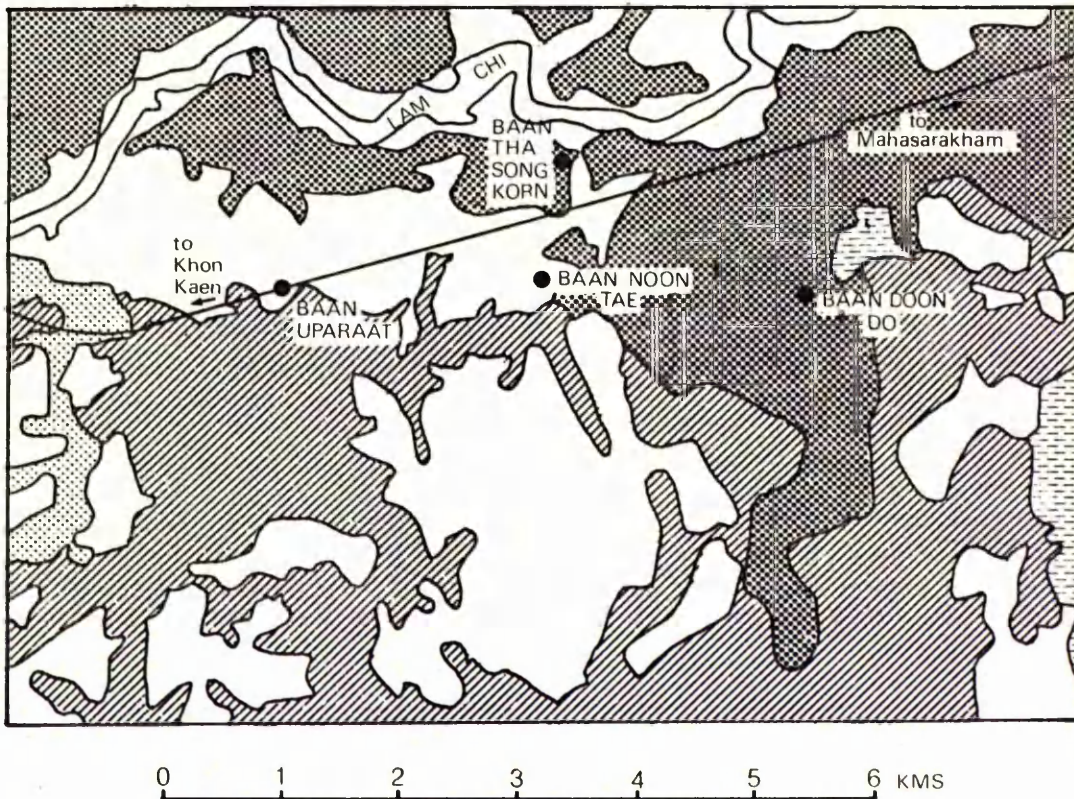 LAM CHI
BAAN
THA
SONG
KORN
to
Mahasarakham
to
Khon
Kaen
BAAN NOON
TAE
BAAN DOON
DO
BAAN
UPARAAT
0 1 2 3 4 5 6 KMS